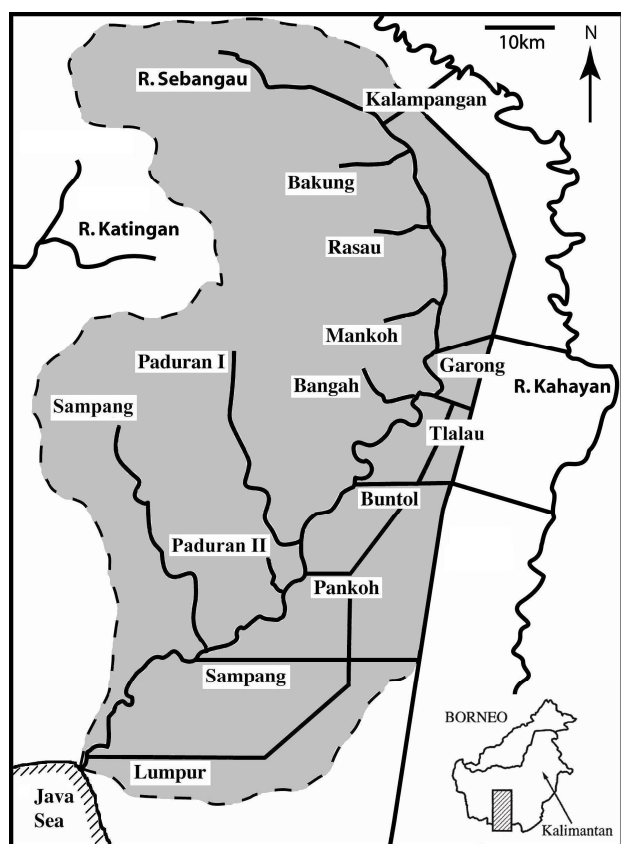 10km
N
R. Sebangau
Kalampangan
Bakung
R. Katingan
Rasau
Mankoh
Paduran I
Garong
Bangah
R. Kahayan
Sampang
Tlalau
Buntol
Paduran II
Pankoh
Sampang
BORNEO
Lumpur
Java
Sea
Kalimantan